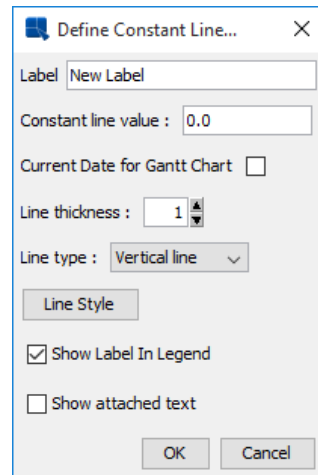 Define Constant Line...
Label New Label
Constant line value : 0.0
Current Date for Gantt Chart
Line thickness : 1
Line type : Vertical line
Line Style
Show Label In Legend
Show attached text
OK Cancel